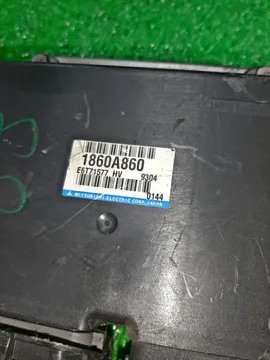 1860A860
E6T71577 HV 9304
0144
MITSUBISHI ELECTRIC CORP. JAPAN